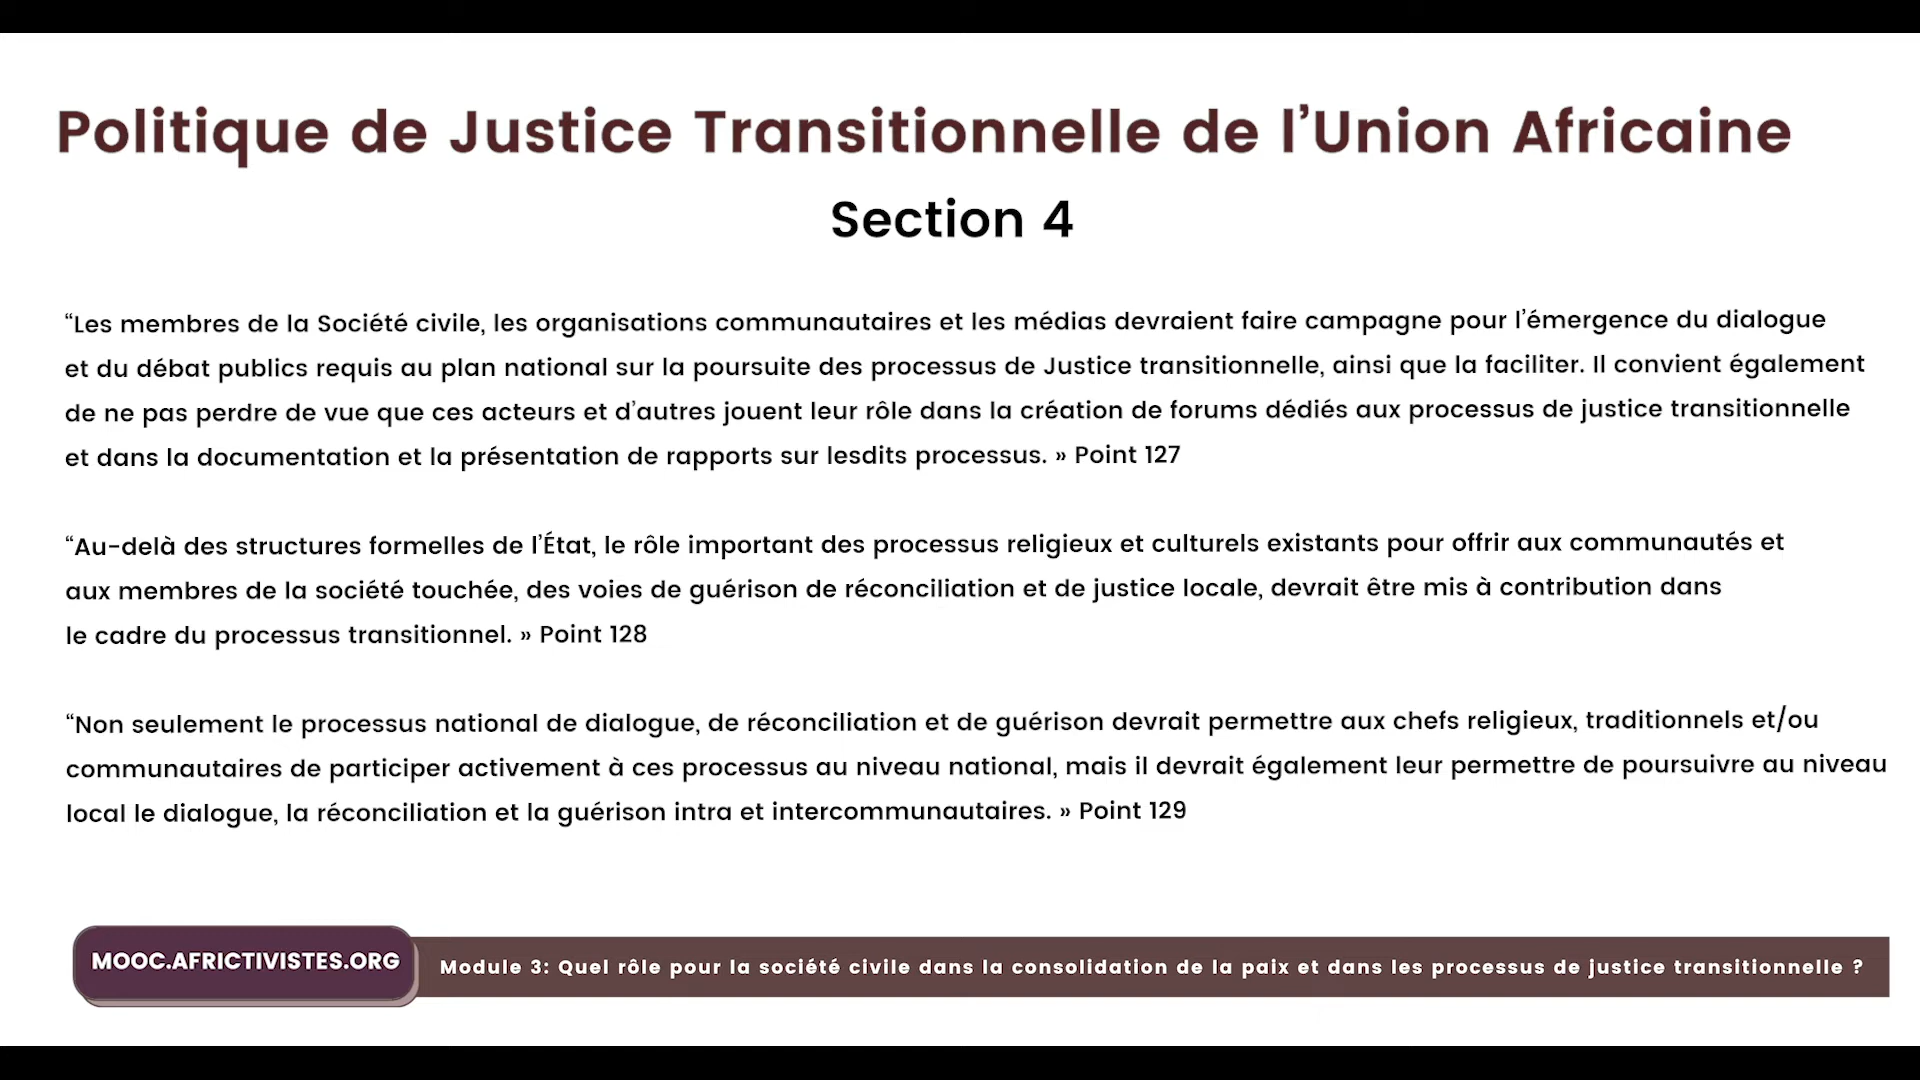 Politique de Justice Transitionnelle de l’Union Africaine
Section 4
“Les membres de la Société civile, les organisations communautaires et les médias devraient faire campagne pour l’émergence du dialogue
et du débat publics requis au plan national sur la poursuite des processus de Justice transitionnelle, ainsi que la faciliter. Il convient également
de ne pas perdre de vue que ces acteurs et d’autres jouent leur rôle dans la création de forums dédiés aux processus de justice transitionnelle
et dans la documentation et la présentation de rapports sur lesdits processus. » Point 127
“Au-delà des structures formelles de l’État, le rôle important des processus religieux et culturels existants pour offrir aux communautés et
aux membres de la société touchée, des voies de guérison de réconciliation et de justice locale, devrait être mis à contribution dans
le cadre du processus transitionnel. » Point 128
“Non seulement le processus national de dialogue, de réconciliation et de guérison devrait permettre aux chefs religieux, traditionnels et/ou
communautaires de participer activement à ces processus au niveau national, mais il devrait également leur permettre de poursuivre au niveau
local le dialogue, la réconciliation et la guérison intra et intercommunautaires. » Point 129
MOOC.AFRICTIVISTES.ORG
Module 3: Quel rôle pour la société civile dans la consolidation de la paix et dans les processus de justice transitionnelle ?